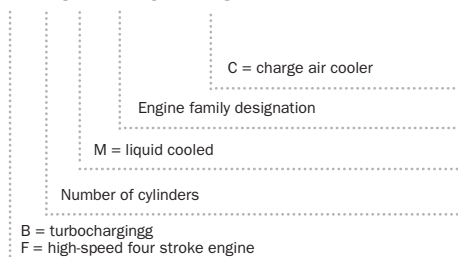 C = charge air cooler
Engine family designation
M = liquid cooled
Number of cylinders
B = turbochargingg
F = high-speed four stroke engine